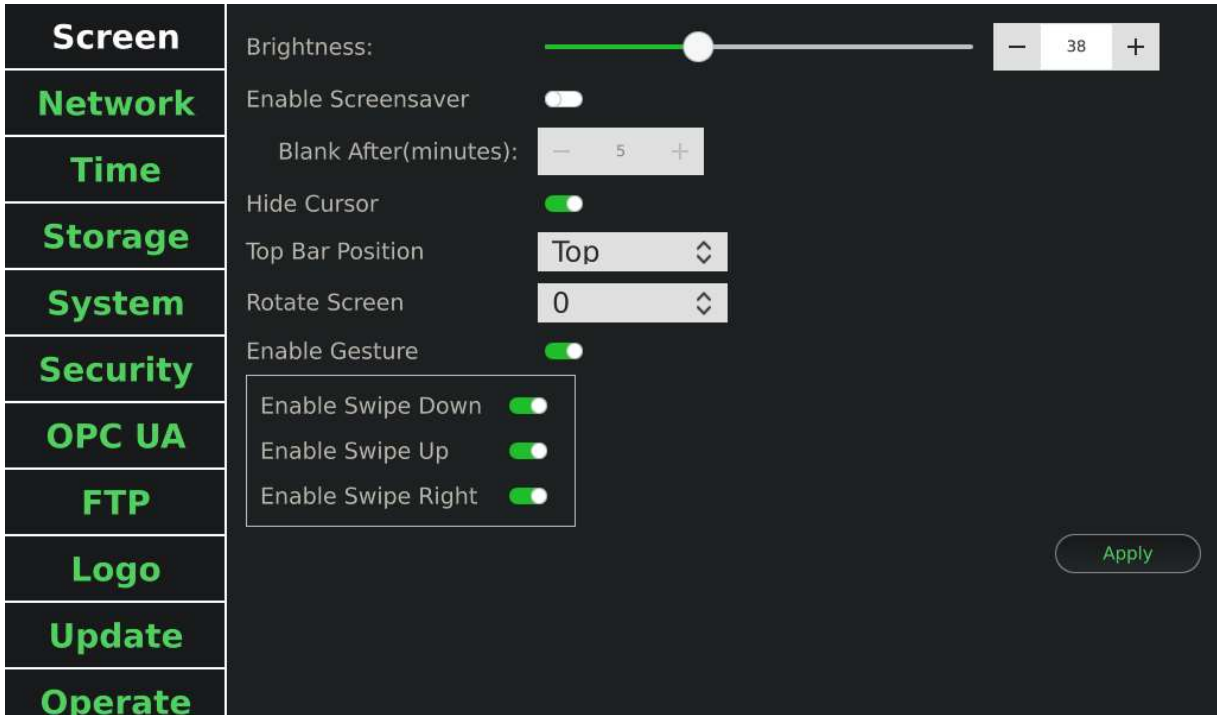 Screen
Network
Time
Storage
System
Security
OPC UA
FTP
Logo
Update
Operate
Brightness:
− 38 +
Enable Screensaver
Blank After(minutes):
− 5 +
Hide Cursor
Top Bar Position
Top
Rotate Screen
0
Enable Gesture
Enable Swipe Down
Enable Swipe Up
Enable Swipe Right
Apply